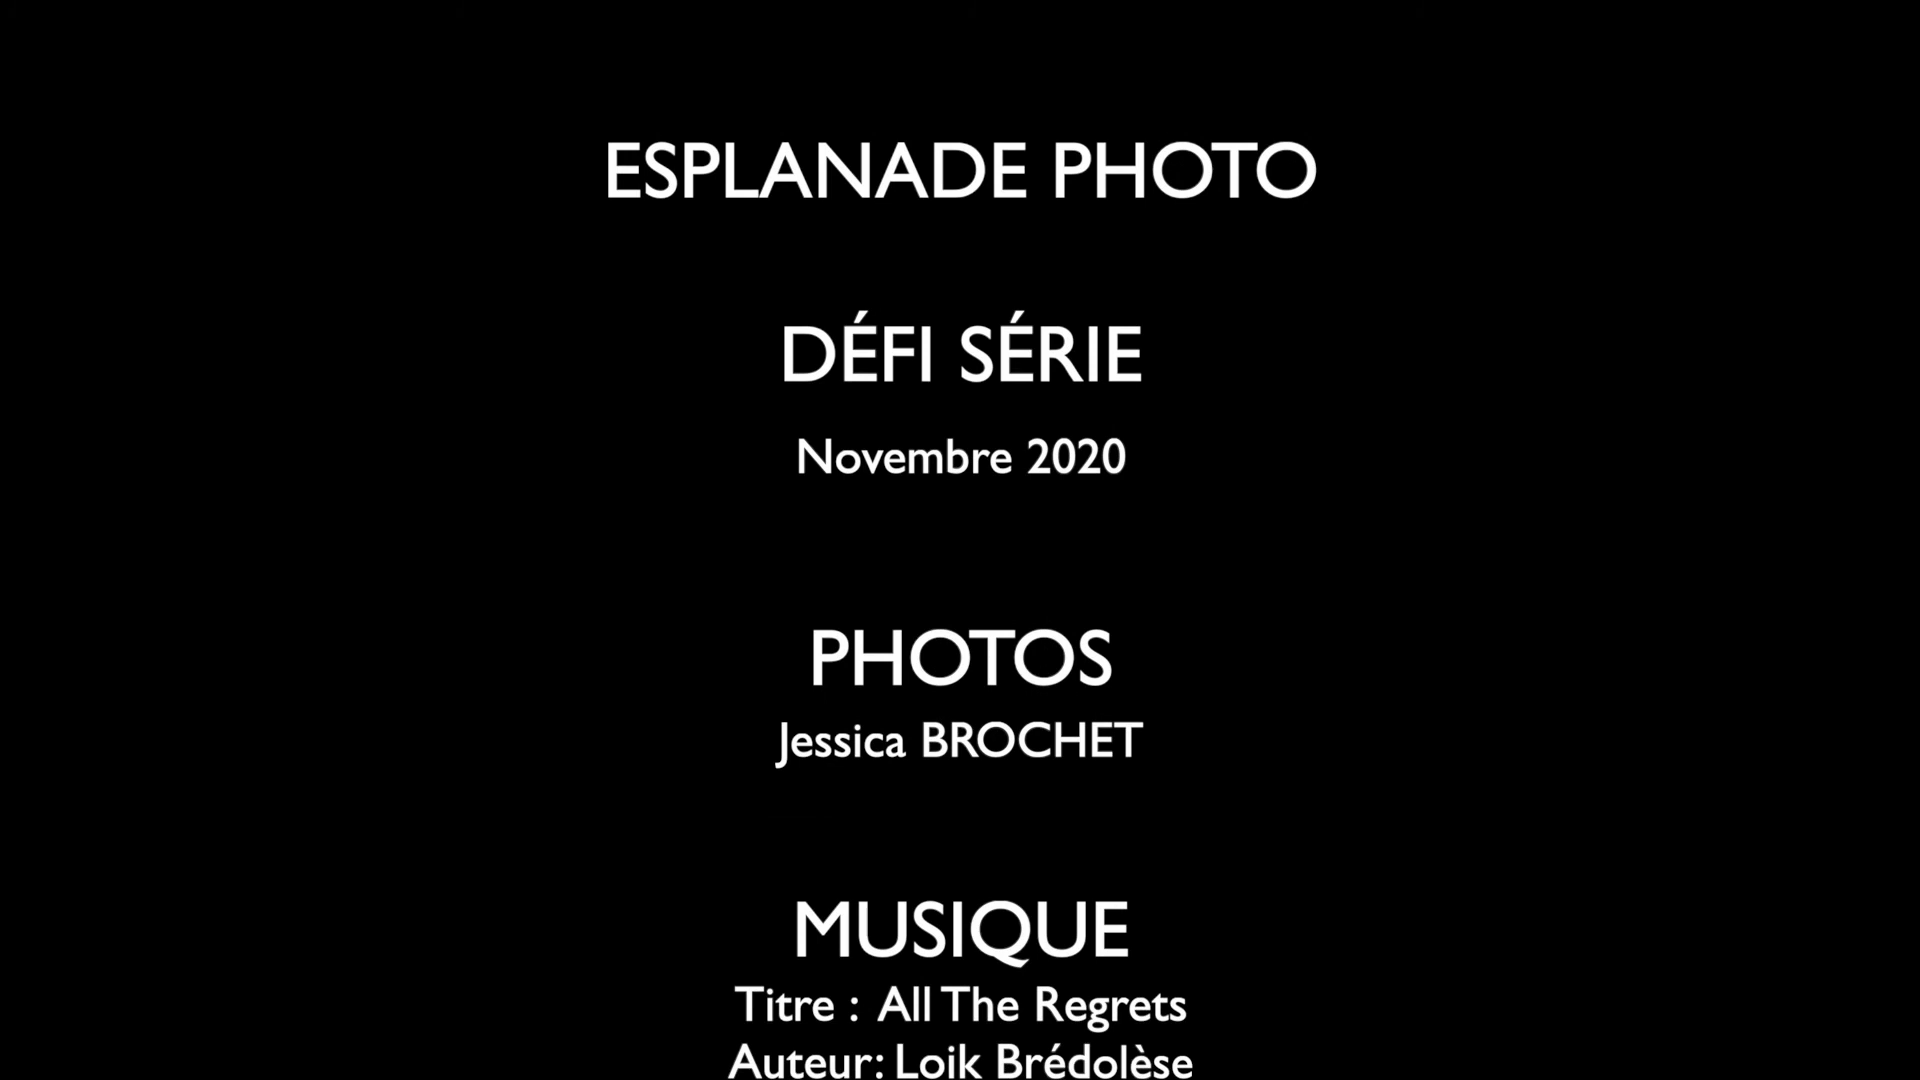 ESPLANADE PHOTO
DÉFI SÉRIE
Novembre 2020
PHOTOS
Jessica BROCHET
MUSIQUE
Titre : All The Regrets
Auteur: Loik Brédolèse